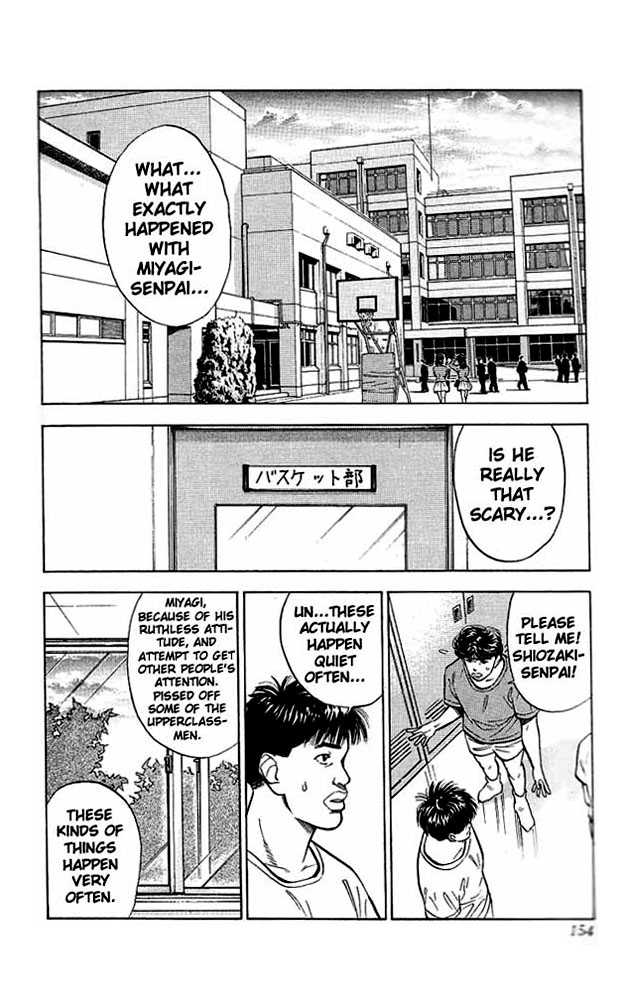 WHAT...
WHAT
EXACTLY
HAPPENED
WITH
MIYAGI-
SENPAI...
IS HE
REALLY
THAT
SCARY...?
バスケット部
PLEASE
TELL ME!
SHIOZAKI-
SENPAI!
UN...THESE
ACTUALLY
HAPPEN
QUIET
OFTEN...
MIYAGI,
BECAUSE OF HIS
RUTHLESS ATTI-
TUDE, AND
ATTEMPT TO GET
OTHER PEOPLE'S
ATTENTION.
PISSED OFF
SOME OF THE
UPPERCLASS-
MEN.
THESE
KINDS OF
THINGS
HAPPEN
VERY
OFTEN.
154